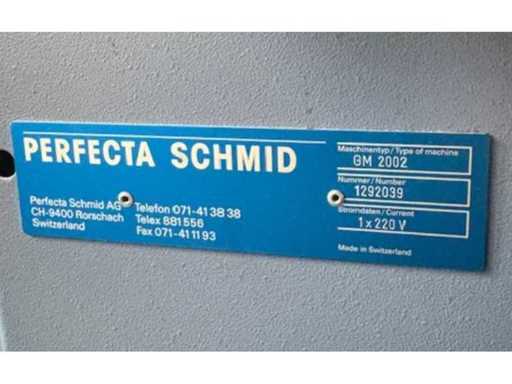 PERFECTA SCHMID
Perfecta Schmid AG
CH-9400 Rorschach
Switzerland
Telefon 071-41 38 38
Telex 881 556
Fax 071-41 11 93
Maschinentyp/Type of machine
GM 2002
Nummer/Number
1292039
Stromdaten/Current
1 x 220 V
Made in Switzerland